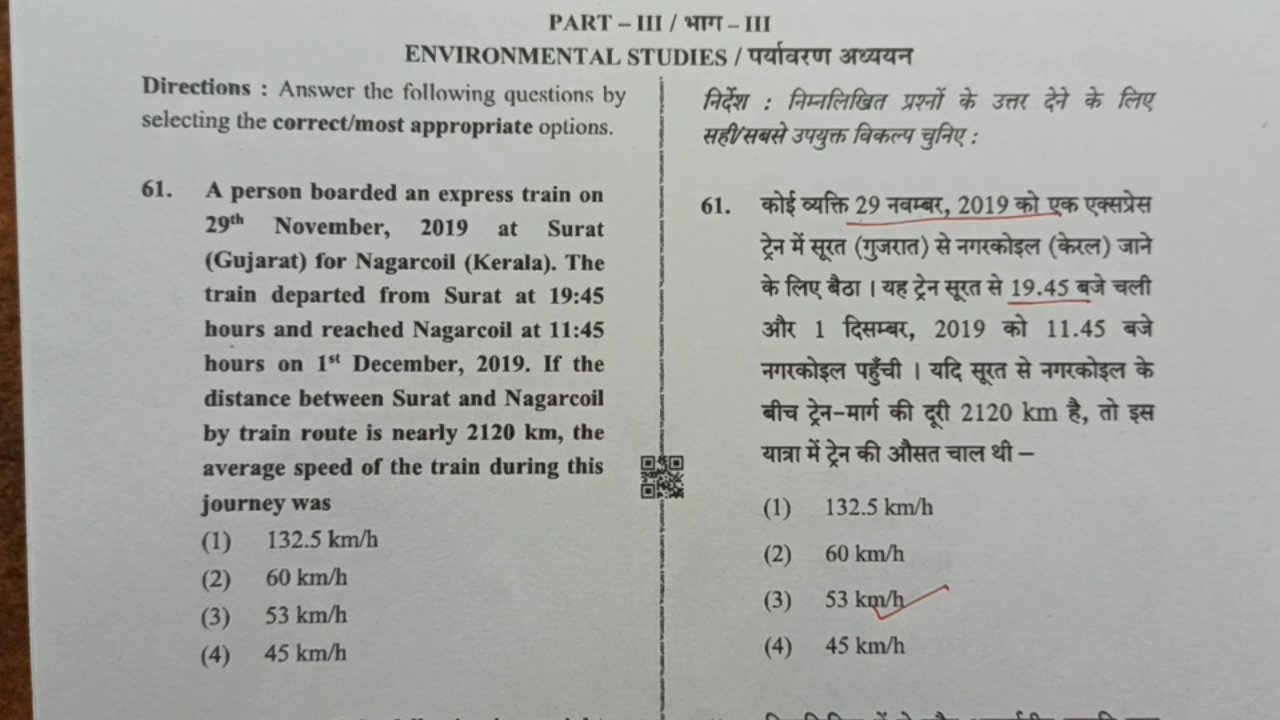 PART – III / भाग – III
ENVIRONMENTAL STUDIES / पर्यावरण अध्ययन
Directions : Answer the following questions by
selecting the correct/most appropriate options.
61. A person boarded an express train on
29th November, 2019 at Surat
(Gujarat) for Nagarcoil (Kerala). The
train departed from Surat at 19:45
hours and reached Nagarcoil at 11:45
hours on 1st December, 2019. If the
distance between Surat and Nagarcoil
by train route is nearly 2120 km, the
average speed of the train during this
journey was
(1) 132.5 km/h
(2) 60 km/h
(3) 53 km/h
(4) 45 km/h
निर्देश : निम्नलिखित प्रश्नों के उत्तर देने के लिए
सही/सबसे उपयुक्त विकल्प चुनिए :
61. कोई व्यक्ति 29 नवम्बर, 2019 को एक एक्सप्रेस
ट्रेन में सूरत (गुजरात) से नगरकोइल (केरल) जाने
के लिए बैठा । यह ट्रेन सूरत से 19.45 बजे चली
और 1 दिसम्बर, 2019 को 11.45 बजे
नगरकोइल पहुँची । यदि सूरत से नगरकोइल के
बीच ट्रेन-मार्ग की दूरी 2120 km है, तो इस
यात्रा में ट्रेन की औसत चाल थी –
(1) 132.5 km/h
(2) 60 km/h
(3) 53 km/h
(4) 45 km/h